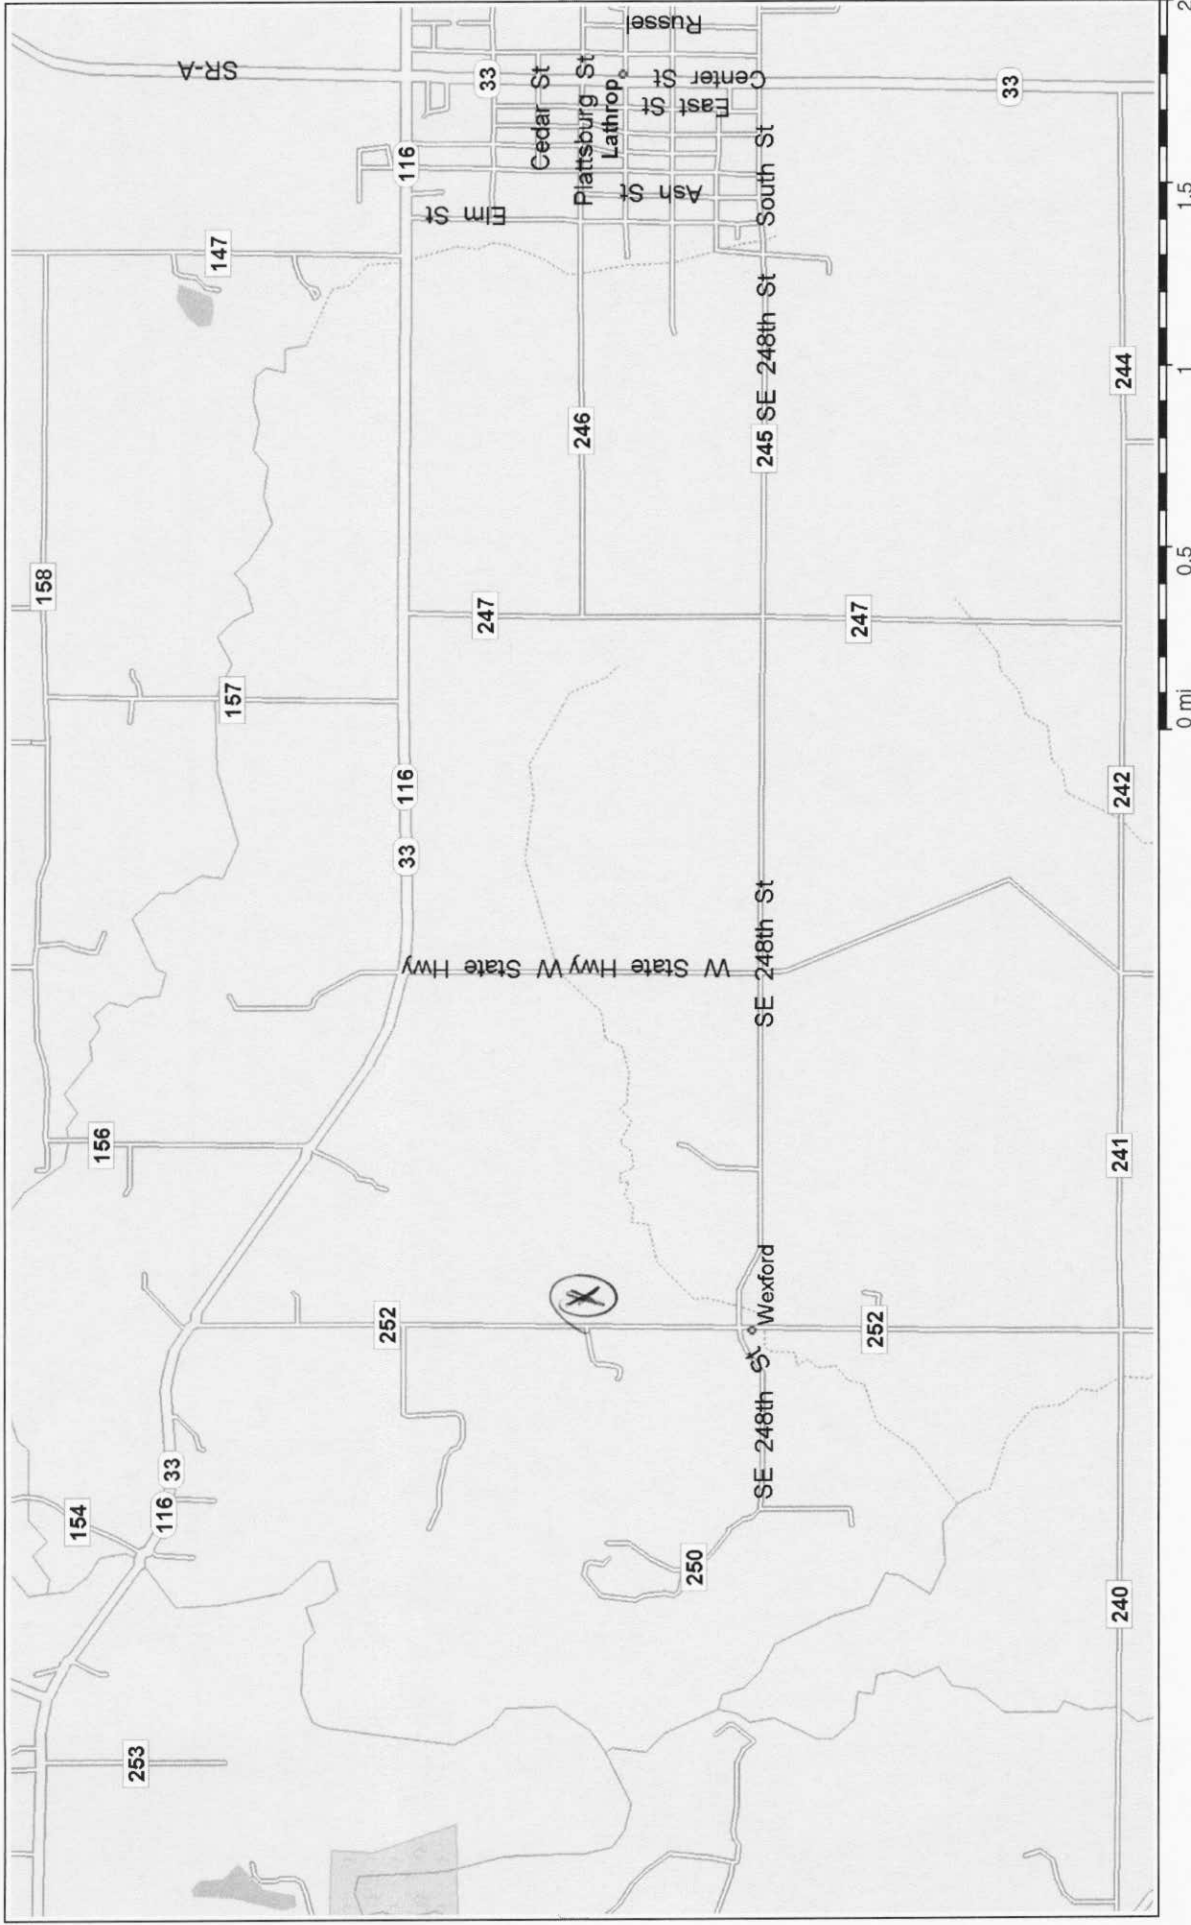 158
154
156
253
116
33
SR-A
147
157
252
33
116
116
W State Hwy W State Hwy
Elm St
247
33
Cedar St
X
246
Plattsburg St
Lathrop
Russel
Center St
East St
Ash St
250
SE 248th St
Wexford
SE 248th St
245
SE 248th St
South St
252
247
33
240
241
242
244
0 mi
0.5
1
1.5
2